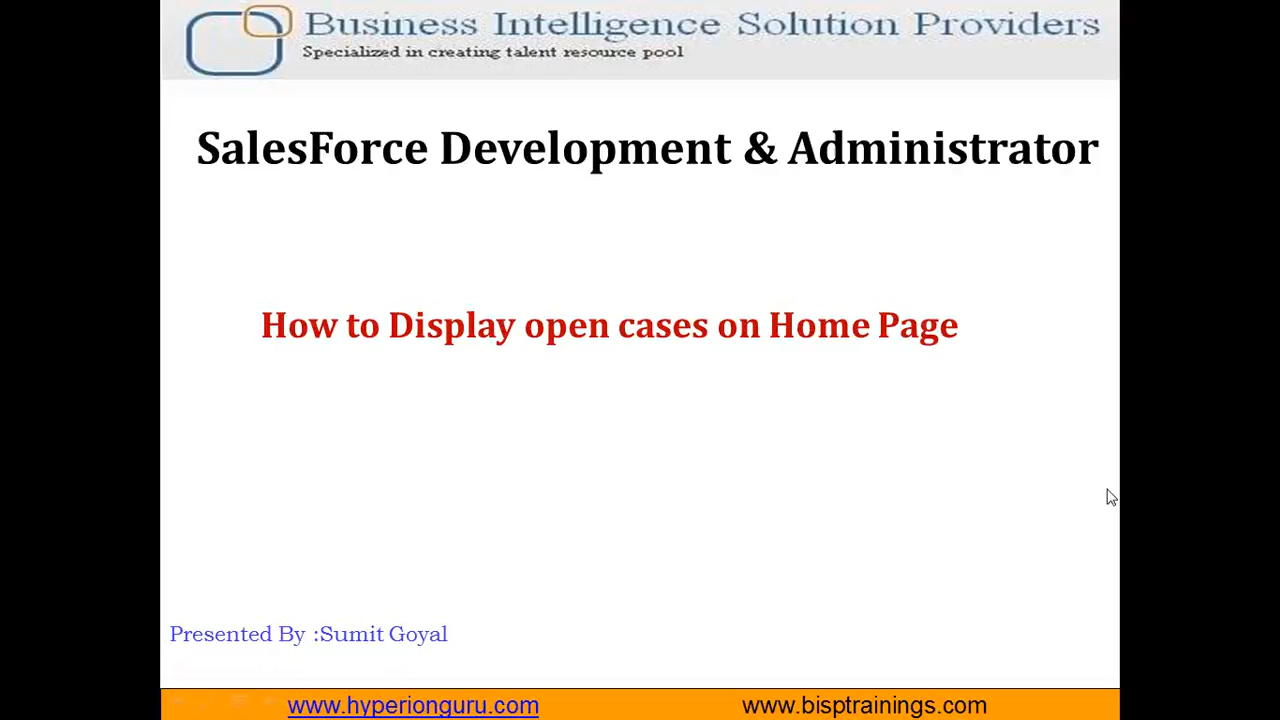 Business Intelligence Solution Providers
Specialized in creating talent resource pool
SalesForce Development & Administrator
How to Display open cases on Home Page
Presented By :Sumit Goyal
www.hyperionguru.com
www.bisptrainings.com